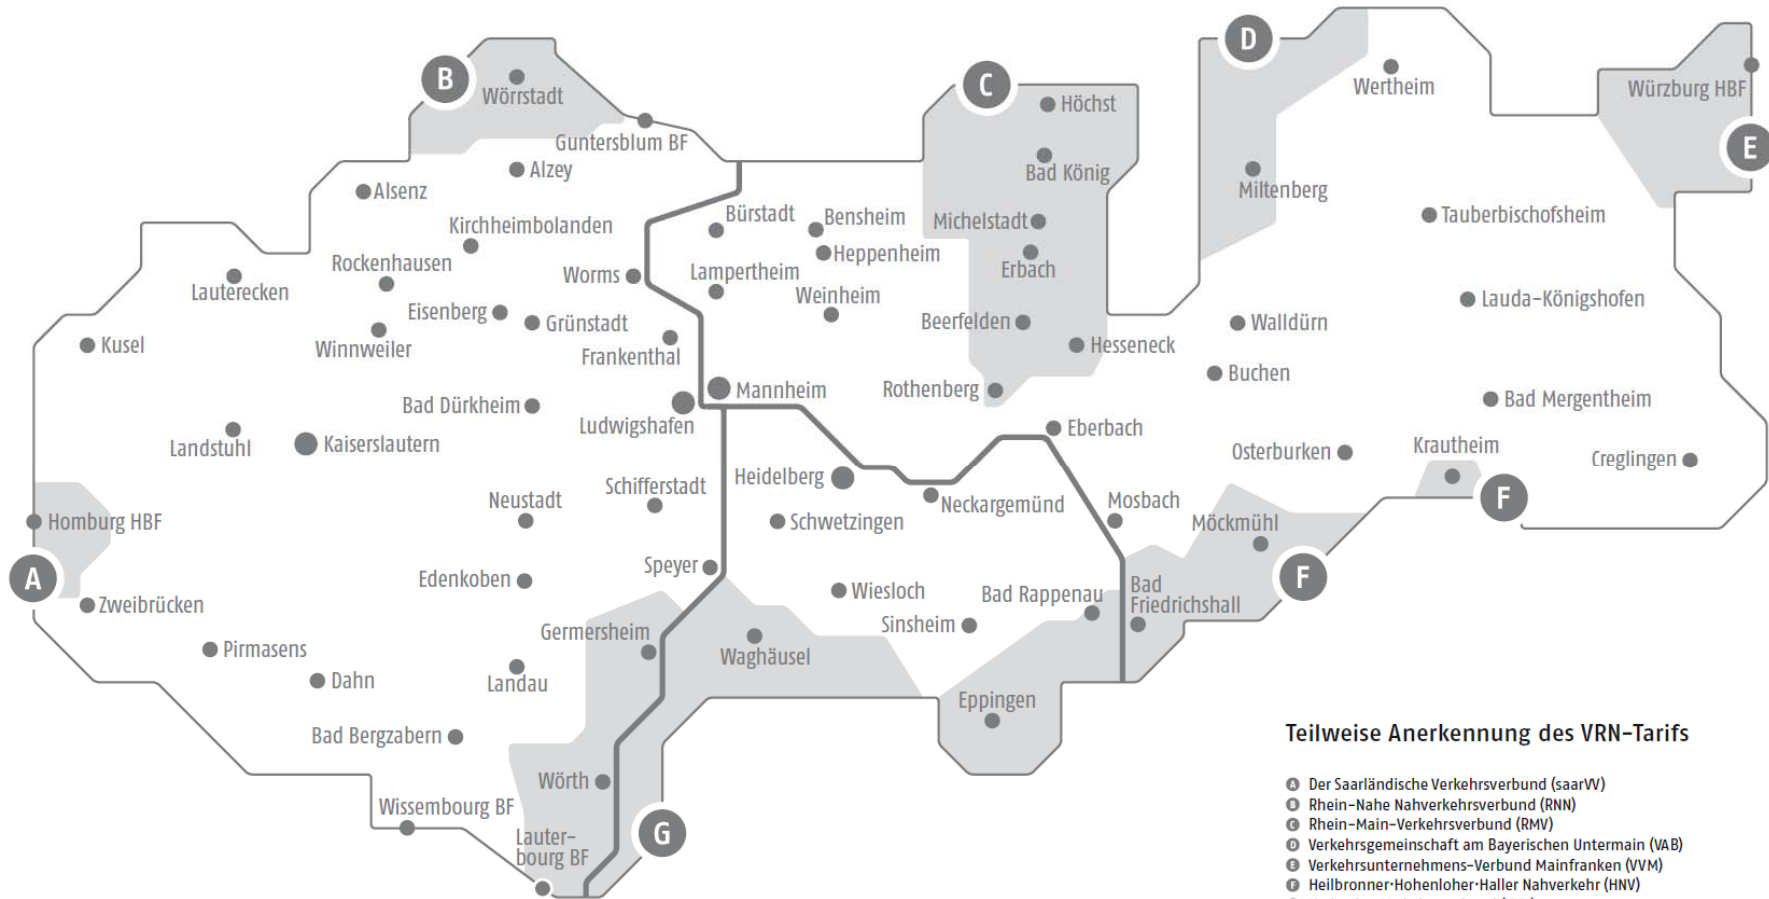 D
B
Wertheim
Würzburg HBF
C
Wörrstadt
Höchst
Guntersblum BF
E
Alzey
Bad König
Miltenberg
Alsenz
Bürstadt
Bensheim
Michelstadt
Tauberbischofsheim
Kirchheimbolanden
Heppenheim
Rockenhausen
Worms
Lampertheim
Erbach
Lauterecken
Weinheim
Lauda-Königshofen
Eisenberg
Grünstadt
Beerfelden
Walldürn
Kusel
Winnweiler
Frankenthal
Hesseneck
Buchen
Mannheim
Rothenberg
Bad Dürkheim
Bad Mergentheim
Ludwigshafen
Eberbach
Landstuhl
Kaiserslautern
Osterburken
Krautheim
Creglingen
Heidelberg
Schifferstadt
Neustadt
Neckargemünd
Mosbach
F
Homburg HBF
Schwetzingen
Möckmühl
Speyer
A
Edenkoben
F
Zweibrücken
Wiesloch
Bad Rappenau
Bad
Friedrichshall
Sinsheim
Germersheim
Pirmasens
Waghäusel
Dahn
Landau
Eppingen
Bad Bergzabern
Wörth
Wissembourg BF
G
Lauter-
bourg BF
Teilweise Anerkennung des VRN-Tarifs
A Der Saarländische Verkehrsverbund (saarVV)
B Rhein-Nahe Nahverkehrsverbund (RNN)
C Rhein-Main-Verkehrsverbund (RMV)
D Verkehrsgemeinschaft am Bayerischen Untermain (VAB)
E Verkehrsunternehmens-Verbund Mainfranken (VVM)
F Heilbronner·Hohenloher·Haller Nahverkehr (HNV)